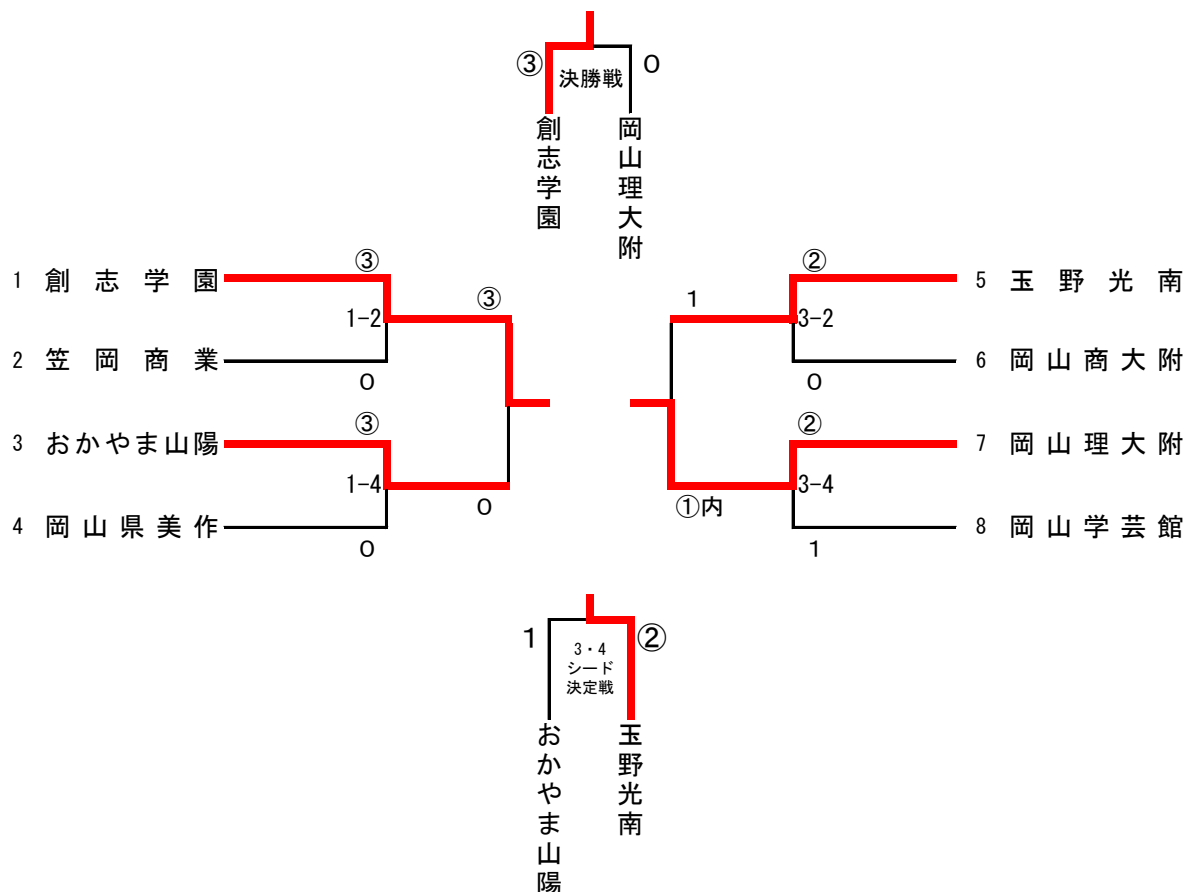 ③ 0
決勝戦
創志学園
岡山理大附
1 創志学園
③
1-2
2 笠岡商業
0
③
3 おかやま山陽
③
1-4
4 岡山県美作
0
0
②
5 玉野光南
1
3-2
6 岡山商大附
0
②
7 岡山理大附
3-4
①内
8 岡山学芸館
1
1 ②
3・4
シード
決定戦
おかやま山陽
玉野光南